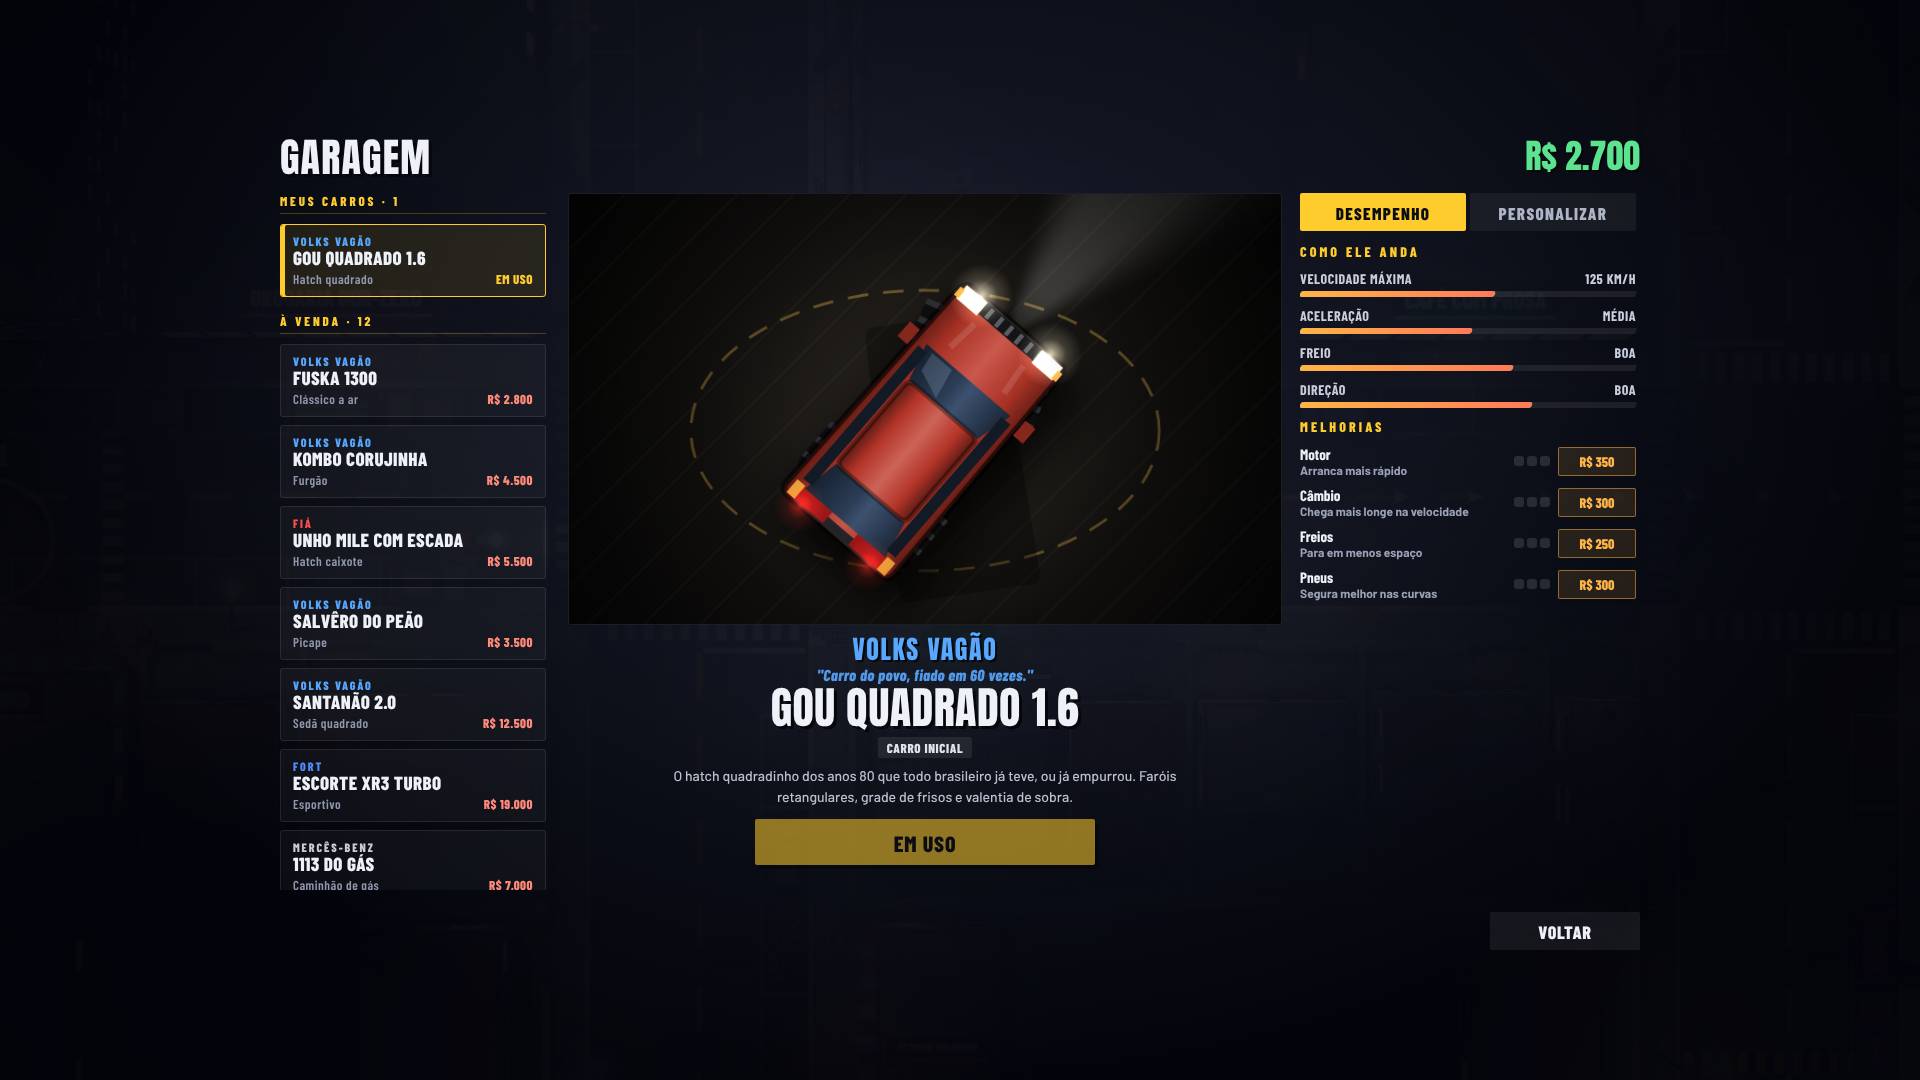 GARAGEM
R$ 2.700
MEUS CARROS · 1
VOLKS VAGÃO
GOU QUADRADO 1.6
Hatch quadrado
EM USO
À VENDA · 12
VOLKS VAGÃO
FUSKA 1300
Clássico a ar
R$ 2.800
VOLKS VAGÃO
KOMBO CORUJINHA
Furgão
R$ 4.500
FIÁ
UNHO MILE COM ESCADA
Hatch caixote
R$ 5.500
VOLKS VAGÃO
SALVÊRO DO PEÃO
Picape
R$ 3.500
VOLKS VAGÃO
SANTANÃO 2.0
Sedã quadrado
R$ 12.500
FORT
ESCORTE XR3 TURBO
Esportivo
R$ 19.000
MERCÊS-BENZ
1113 DO GÁS
Caminhão de gás
R$ 7.000
VOLKS VAGÃO
"Carro do povo, fiado em 60 vezes."
GOU QUADRADO 1.6
CARRO INICIAL
O hatch quadradinho dos anos 80 que todo brasileiro já teve, ou já empurrou. Faróis
retangulares, grade de frisos e valentia de sobra.
EM USO
DESEMPENHO
PERSONALIZAR
COMO ELE ANDA
VELOCIDADE MÁXIMA
125 KM/H
ACELERAÇÃO
MÉDIA
FREIO
BOA
DIREÇÃO
BOA
MELHORIAS
Motor
Arranca mais rápido
R$ 350
Câmbio
Chega mais longe na velocidade
R$ 300
Freios
Para em menos espaço
R$ 250
Pneus
Segura melhor nas curvas
R$ 300
VOLTAR